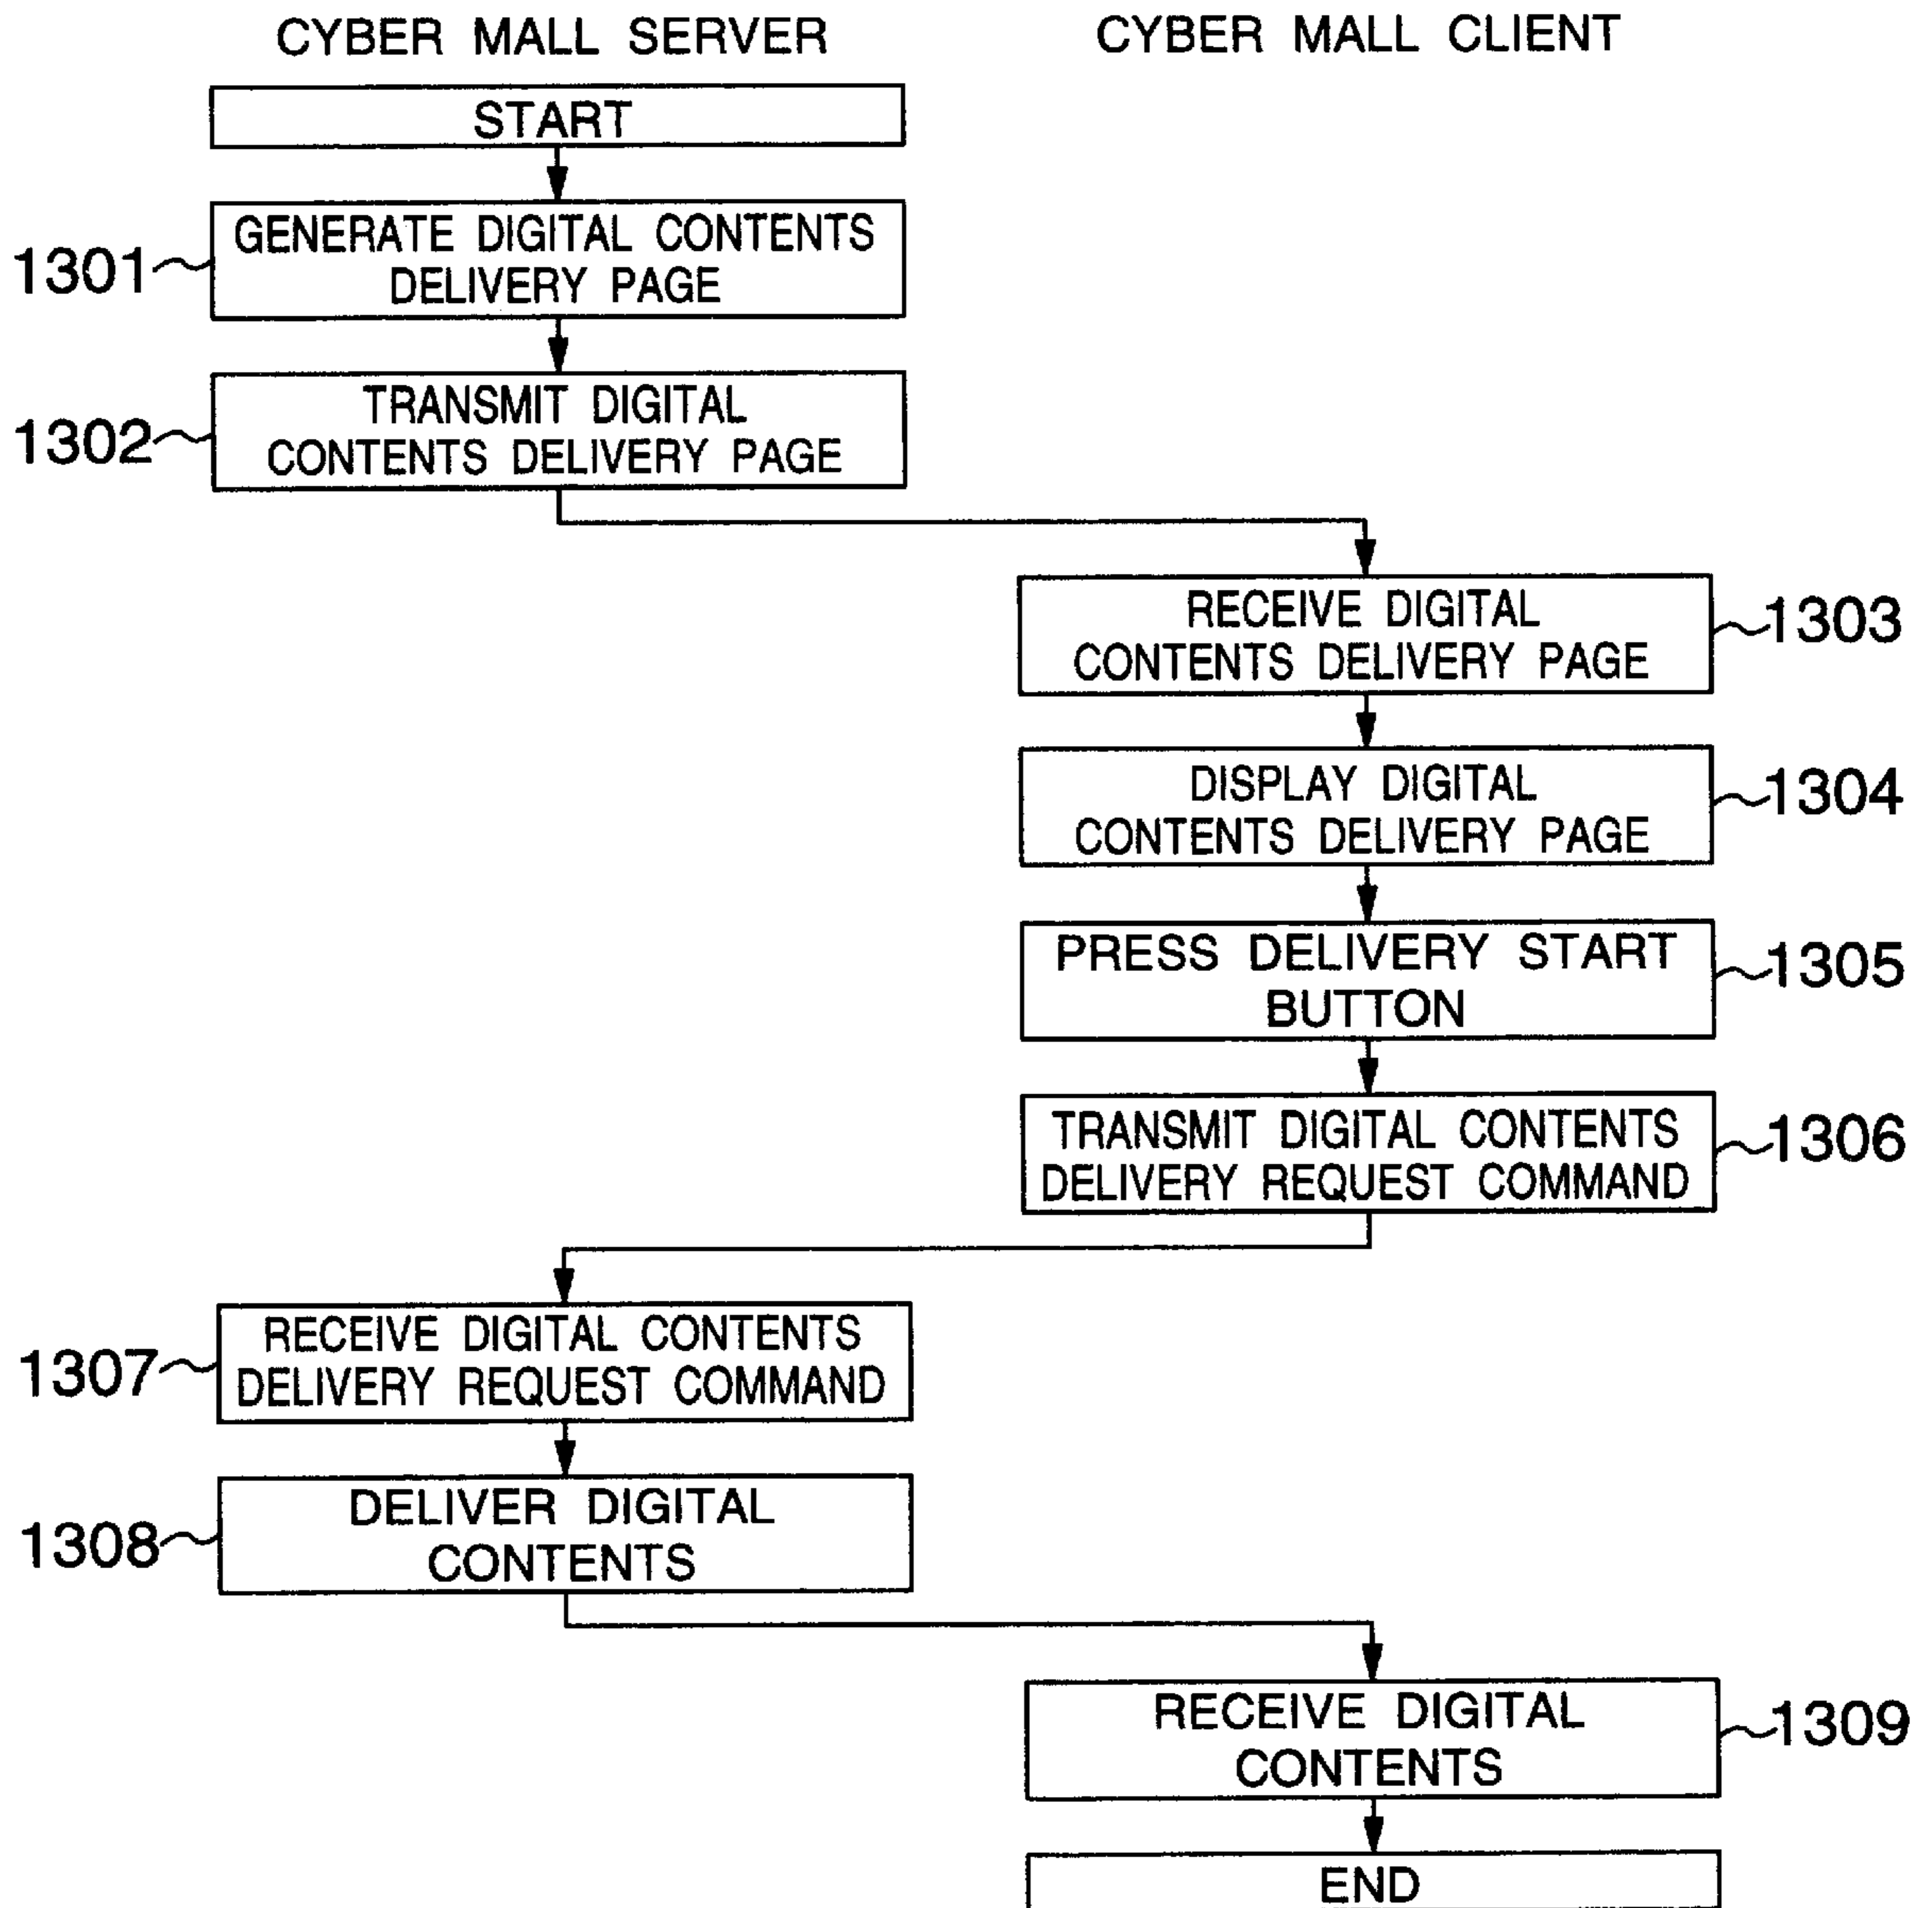 CYBER MALL SERVER
CYBER MALL CLIENT
START
GENERATE DIGITAL CONTENTS
DELIVERY PAGE
1301
TRANSMIT DIGITAL
CONTENTS DELIVERY PAGE
1302
RECEIVE DIGITAL
CONTENTS DELIVERY PAGE
1303
DISPLAY DIGITAL
CONTENTS DELIVERY PAGE
1304
PRESS DELIVERY START
BUTTON
1305
TRANSMIT DIGITAL CONTENTS
DELIVERY REQUEST COMMAND
1306
RECEIVE DIGITAL CONTENTS
DELIVERY REQUEST COMMAND
1307
DELIVER DIGITAL
CONTENTS
1308
RECEIVE DIGITAL
CONTENTS
1309
END